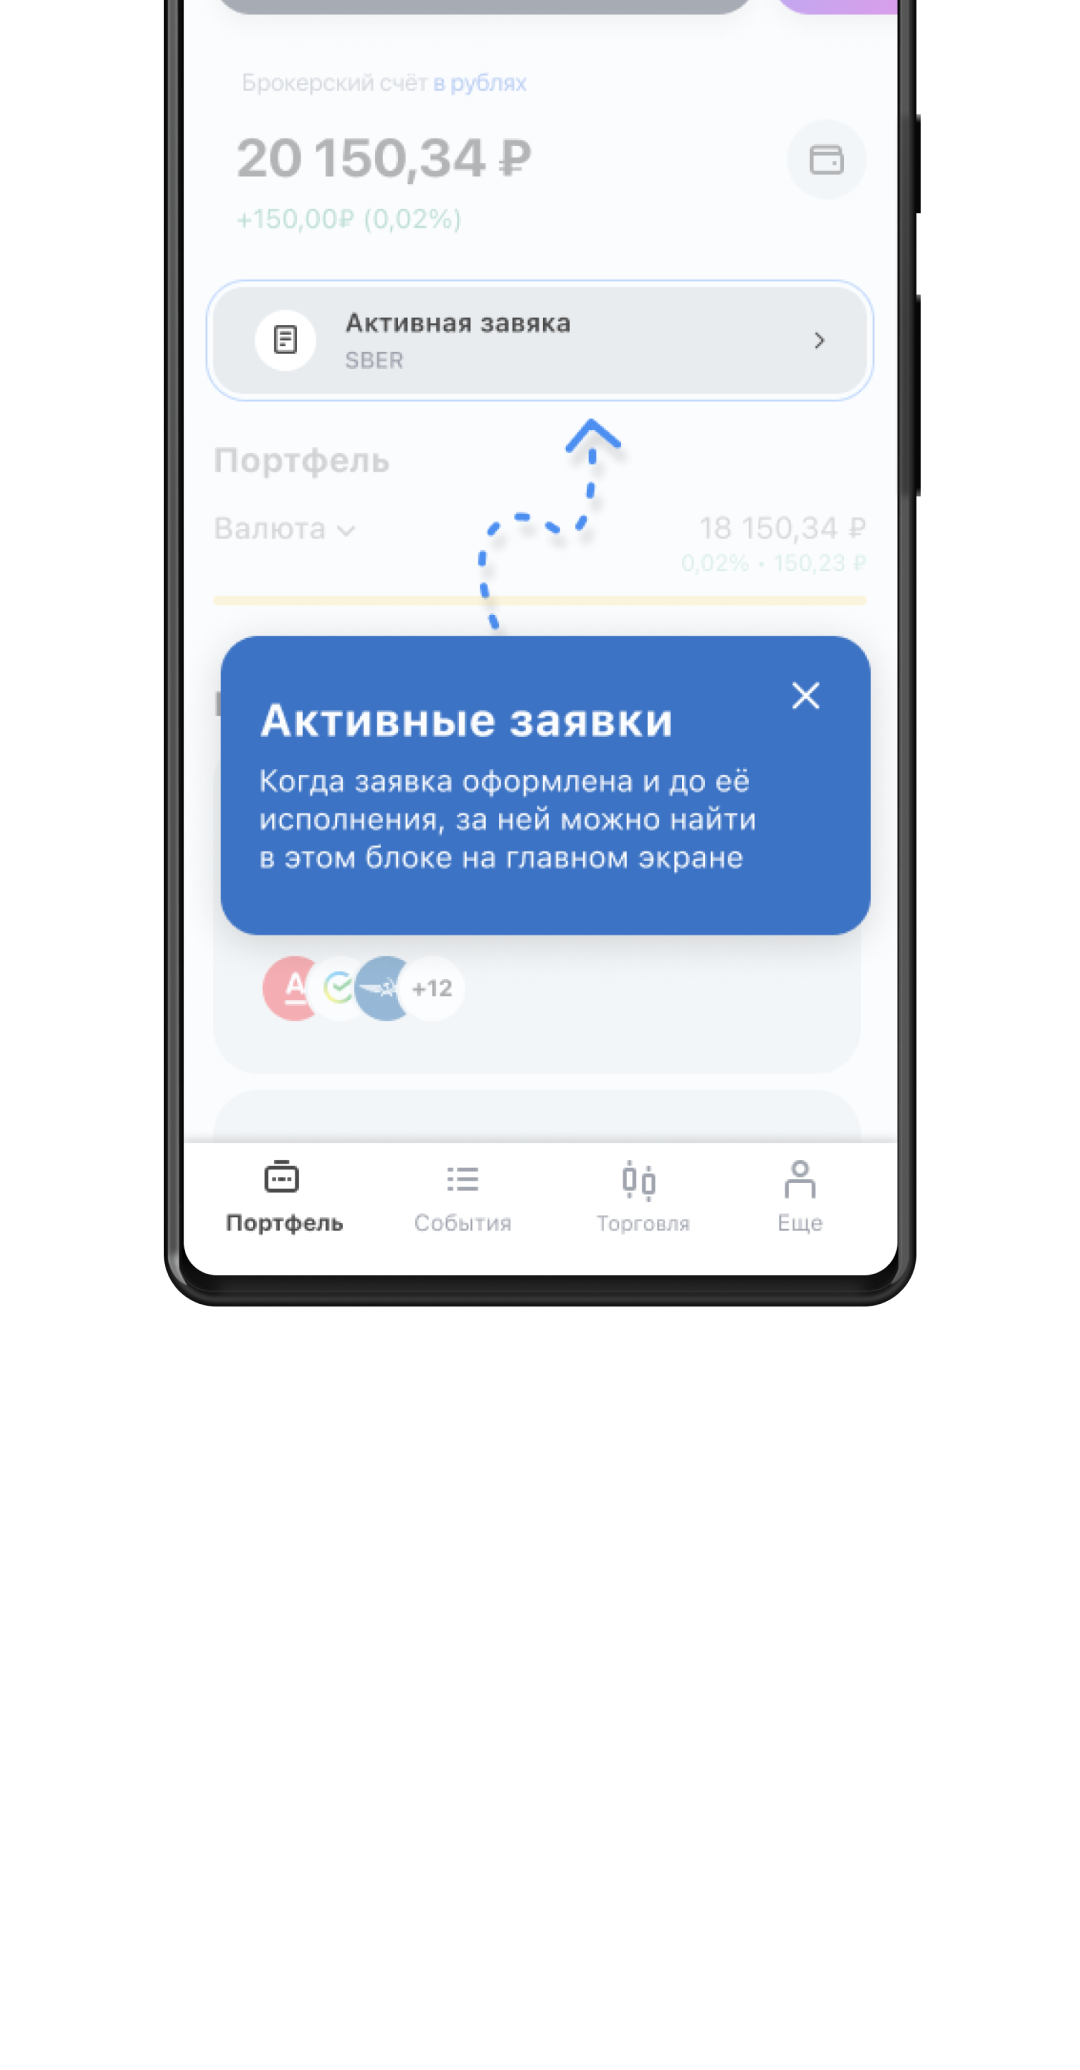 Брокерский счёт в рублях
20 150,34 ₽
+150,00₽ (0,02%)
Активная завяка
SBER
Портфель
Валюта
18 150,34 ₽
0,02% • 150,23 ₽
Активные заявки
Когда заявка оформлена и до её
исполнения, за ней можно найти
в этом блоке на главном экране
А
+12
Портфель
События
Торговля
Еще